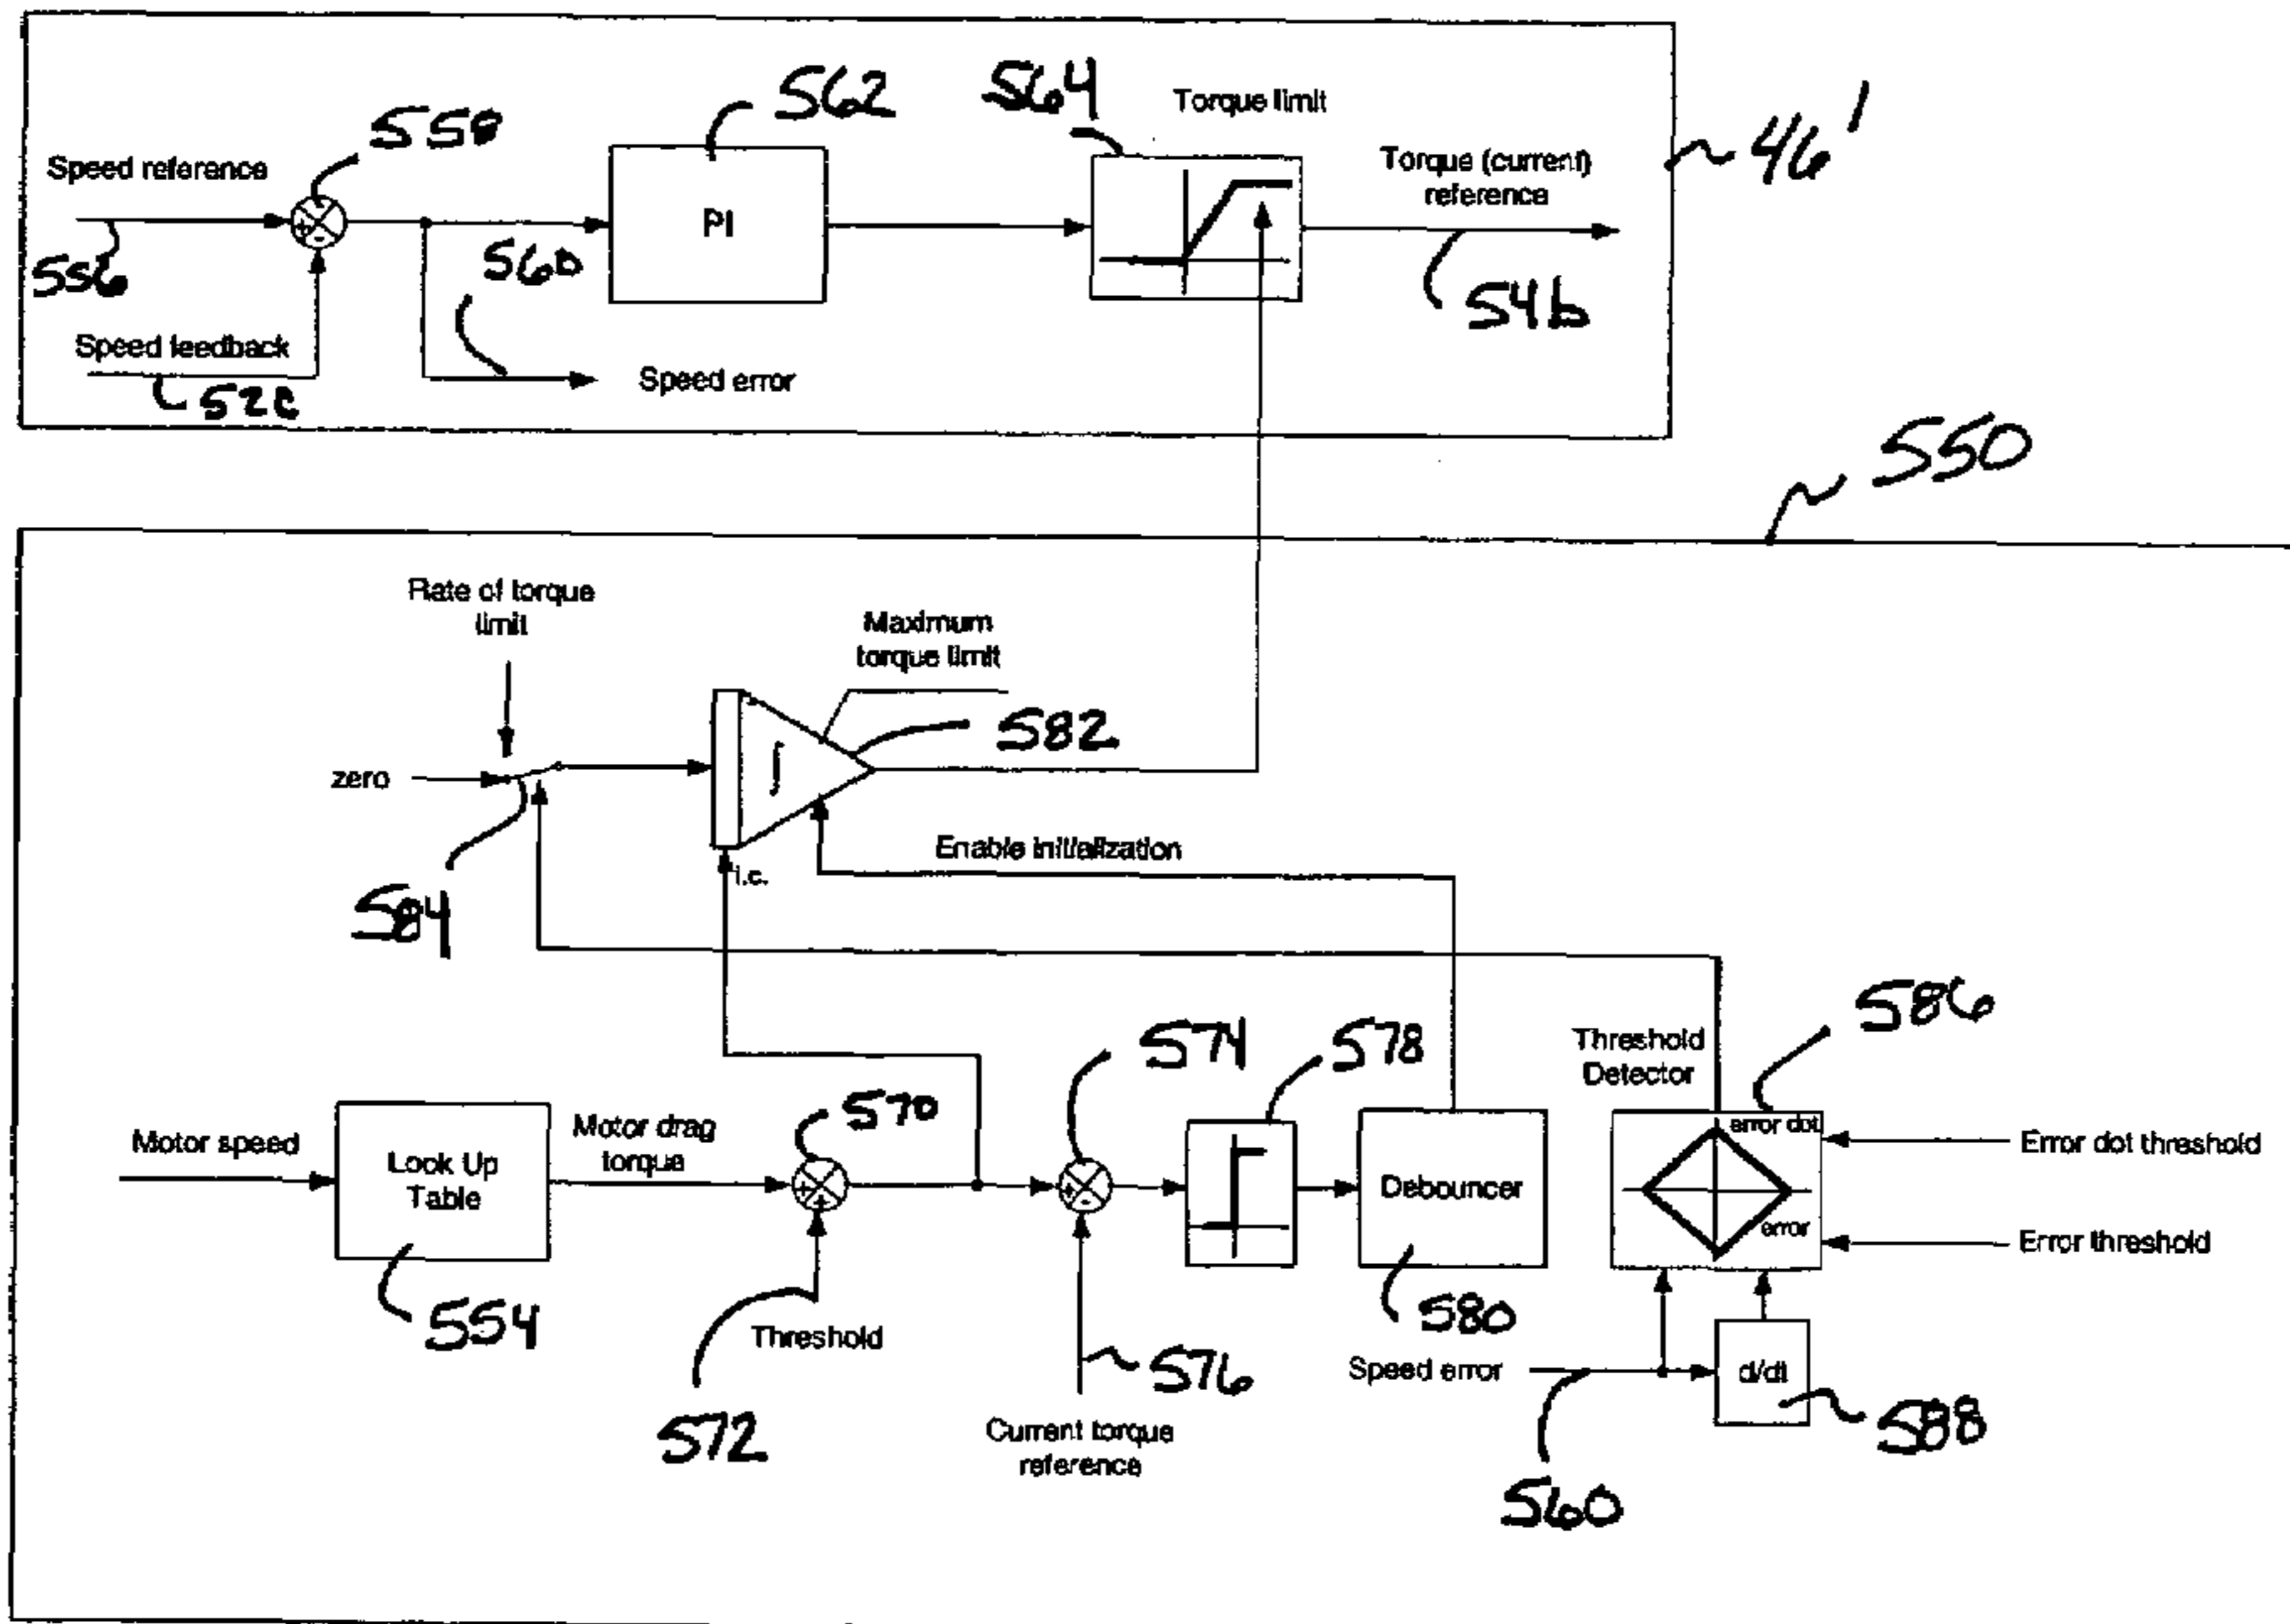 558
562
564
Torque limit
46'
Speed reference
PI
Torque (current)
reference
+
-
556
560
54b
Speed feedback
52c
Speed error
550
Rate of torque
limit
Maximum
torque limit
582
∫
zero
584
i.c.
Enable initialization
574
578
586
Threshold
Detector
570
error dot
Error dot threshold
Motor speed
Look Up
Table
Motor drag
torque
+
+
+
-
Debouncer
error
Error threshold
554
Threshold
572
576
580
Current torque
reference
Speed error
d/dt
588
560